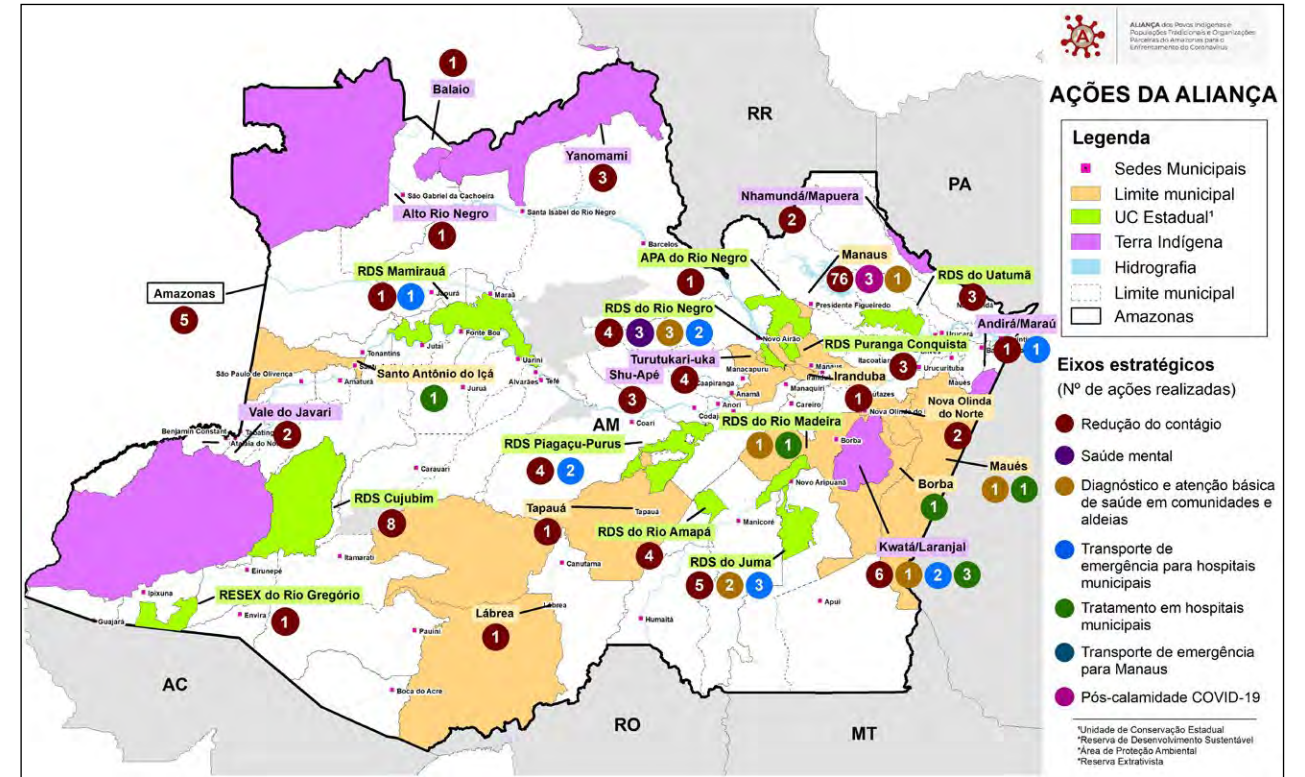 ALIANÇA dos Povos Indígenas e
Populações Tradicionais e Organizações
Parceiras do Amazonas para o
Enfrentamento do Coronavírus
AÇÕES DA ALIANÇA
Legenda
Sedes Municipais
Limite municipal
UC Estadual¹
Terra Indígena
Hidrografia
Limite municipal
Amazonas
Eixos estratégicos
(Nº de ações realizadas)
Redução do contágio
Saúde mental
Diagnóstico e atenção básica
de saúde em comunidades e
aldeias
Transporte de
emergência para hospitais
municipais
Tratamento em hospitais
municipais
Transporte de emergência
para Manaus
Pós-calamidade COVID-19
¹Unidade de Conservação Estadual
²Reserva de Desenvolvimento Sustentável
Área de Proteção Ambiental
Reserva Extrativista
1
Balaio
RR
PA
Yanomami
3
São Gabriel da Cachoeira
Alto Rio Negro
1
Santa Isabel do Rio Negro
Nhamundá/Mapuera
2
Barcelos
APA do Rio Negro
1
Manaus
76 3 1
RDS do Uatumã
3
RDS Mamirauá
1 1
Japurá
Maraã
Amazonas
5
Presidente Figueiredo
RDS do Rio Negro
4 3 3 2
Novo Airão
Andirá/Maraú
1 1
Fonte Boa
Jutaí
Tonantins
Urucará
RDS Puranga Conquista
3
Itacoatiara
Urucurituba
Turutukari-uka
4
Manacapuru
Uarini
Alvarães
Tefé
Santo Antônio do Içá
1
São Paulo de Olivença
Amaturá
Juruá
Shu-Apé
3
Caapiranga
Anamã
Iranduba
1
Manaquiri
Careiro
Maués
Anori
Coari
Nova Olinda
do Norte
2
Vale do Javari
2
Benjamin Constant
AM
RDS do Rio Madeira
1 1
Borba
RDS Piagaçu-Purus
4 2
Maués
1 1
Borba
1
Carauari
Novo Aripuanã
RDS Cujubim
8
Tapauá
1
Tapauá
Manicoré
RDS do Rio Amapá
4
Kwatá/Laranjal
6 1 2 3
RDS do Juma
5 2 3
Itamarati
Canutama
Eirunepé
Ipixuna
RESEX do Rio Gregório
1
Guajará
Envira
Lábrea
1
Lábrea
Humaitá
Apuí
Pauini
Boca do Acre
AC
RO
MT